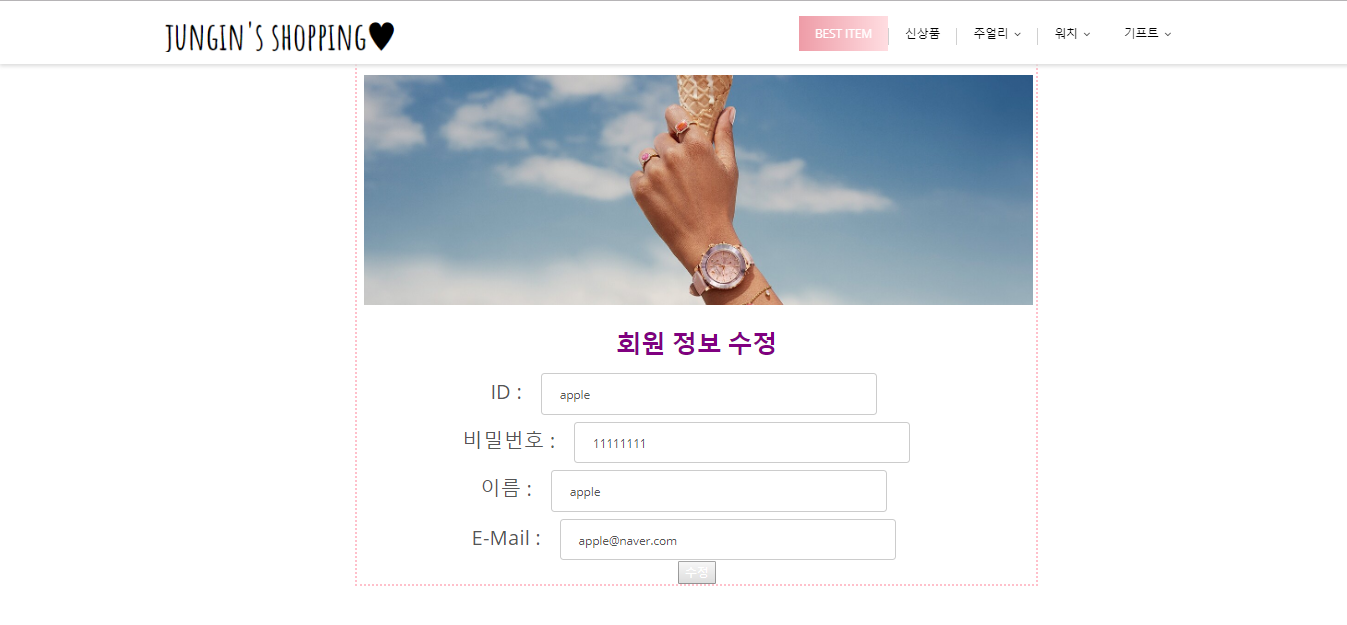 JUNGIN'S SHOPPING♥
BEST ITEM 신상품 주얼리 워치 기프트
회원 정보 수정
ID : apple
비밀번호 : 11111111
이름 : apple
E-Mail : apple@naver.com
수정